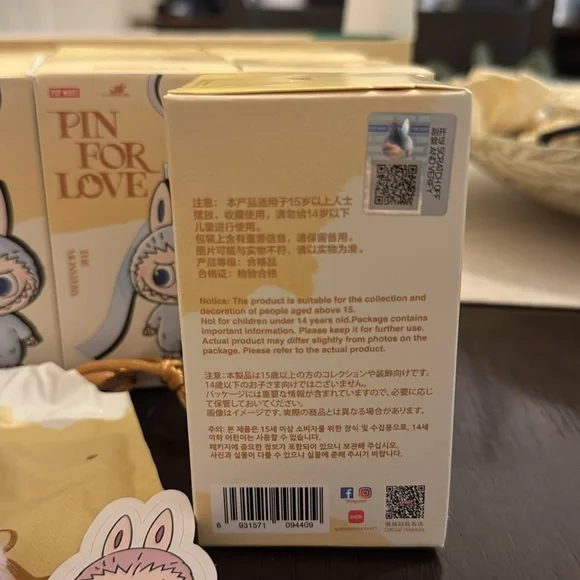 POP MART
PIN
FOR
LOVE
THE
MONSTERS
SCRATCH OFF
AND VERIFY
注意： 本产品适用于15岁以上人士
摆放、收藏使用，请勿给14岁以下
儿童进行使用。
包装上含有重要信息，请保留备用。
图片可能与实物不符，请以实物为准。
产品等级：合格品
合格证：检验合格
Notice: The product is suitable for the collection and
decoration of people aged above 15.
Not for children under 14 years old.Package contains
important information. Please keep it for further use.
Actual product may differ slightly from photos on the
package. Please refer to the actual product.
注意:本製品は15歳以上の方のコレクションや装飾向けです。
14歳以下のお子さま向けではございません。
パッケージには重要な情報が含まれていますので、必要に応じ
て保管しておいてください。
画像はイメージです。実際の商品とは異なる場合があります。
주의: 본 제품은 15세 이상 소비자를 위한 장식 및 수집용으로, 14세
이하 어린이는 사용할 수 없습니다.
패키지에 중요한 정보가 포함되어 있으니 보관해 주십시오.
사진과 실물이 다를 수 있으니 실물에 준해 주시기 바랍니다.
6 931571 094409